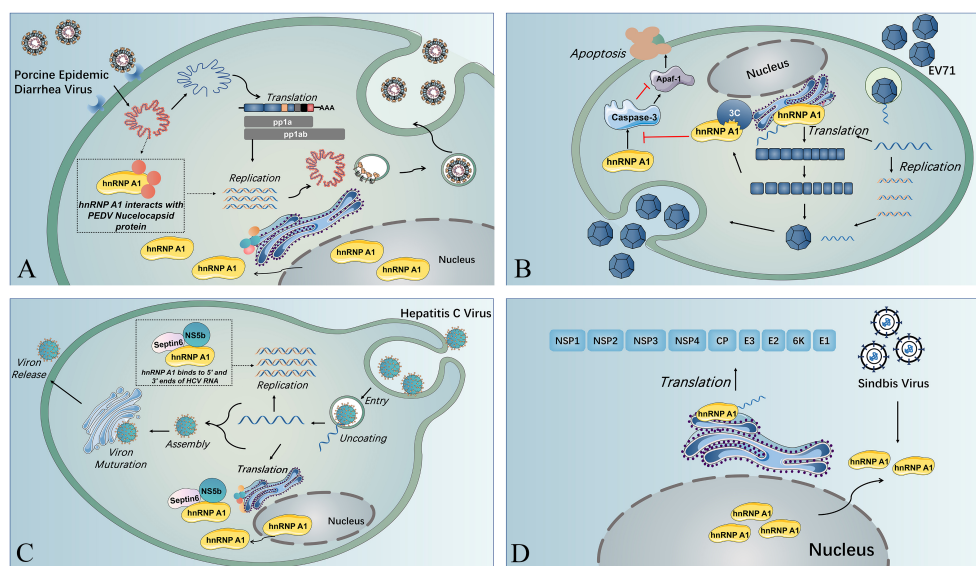 Porcine Epidemic
Diarrhea Virus
Translation
AAA
pp1a
pp1ab
hnRNP A1
hnRNP A1 interacts with
PEDV Nucelocapsid
protein
Replication
hnRNP A1
hnRNP A1
hnRNP A1
hnRNP A1
Nucleus
A
Apoptosis
Apaf-1
Caspase-3
hnRNP A1
Nucleus
3C
hnRNP A1
hnRNP A1
EV71
Translation
Replication
B
Hepatitis C Virus
NS5b
Septin6
hnRNP A1
hnRNP A1 binds to 5' and
3' ends of HCV RNA
Replication
Viron
Release
Entry
Uncoating
Assembly
Viron
Muturation
Translation
NS5b
Septin6
hnRNP A1
hnRNP A1
hnRNP A1
Nucleus
C
NSP1 NSP2 NSP3 NSP4 CP E3 E2 6K E1
Translation
Sindbis Virus
hnRNP A1
hnRNP A1
hnRNP A1
hnRNP A1
hnRNP A1
hnRNP A1
Nucleus
D